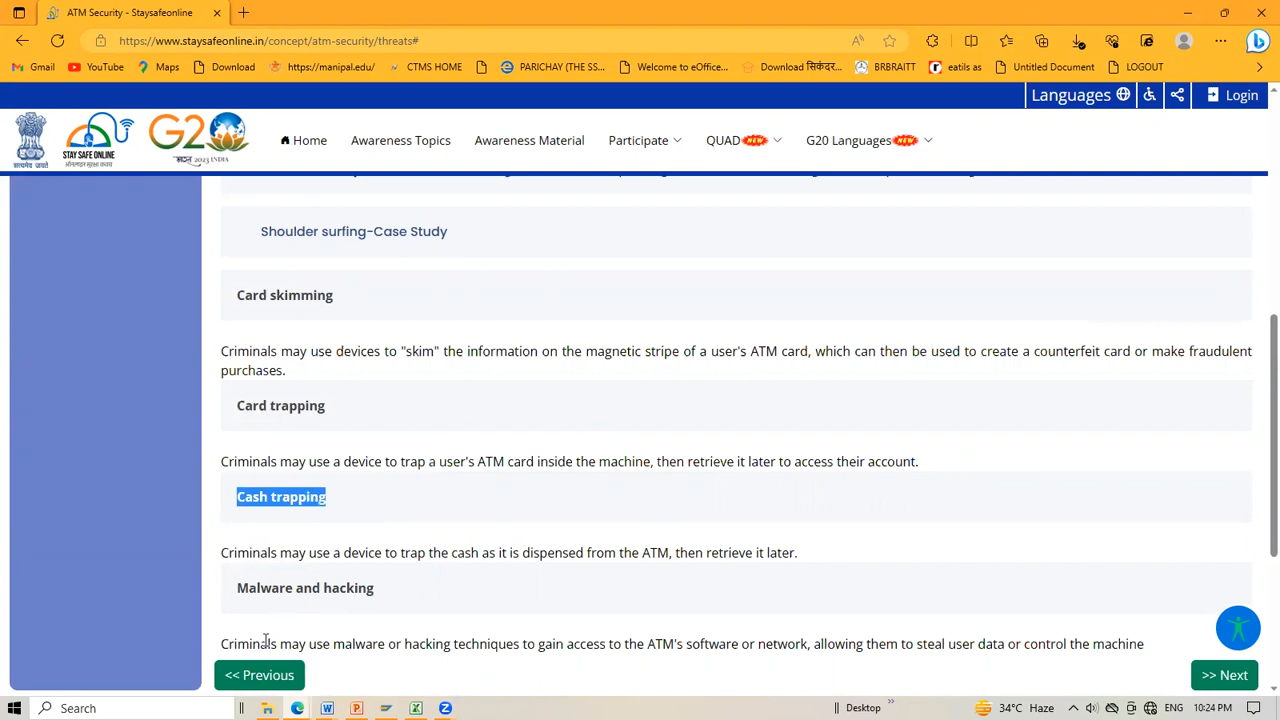 ATM Security - Staysafeonline
https://www.staysafeonline.in/concept/atm-security/threats#
Gmail YouTube Maps Download https://manipal.edu/ CTMS HOME PARICHAY (THE SS... Welcome to eOffice... Download सिकंदर... BRBRAITT eatils as Untitled Document LOGOUT
Languages Login
सत्यमेव जयते STAY SAFE ONLINE G2 भारत 2023 INDIA Home Awareness Topics Awareness Material Participate QUAD NEW G20 Languages NEW
Shoulder surfing-Case Study
Card skimming
Criminals may use devices to "skim" the information on the magnetic stripe of a user's ATM card, which can then be used to create a counterfeit card or make fraudulent
purchases.
Card trapping
Criminals may use a device to trap a user's ATM card inside the machine, then retrieve it later to access their account.
Cash trapping
Criminals may use a device to trap the cash as it is dispensed from the ATM, then retrieve it later.
Malware and hacking
Criminals may use malware or hacking techniques to gain access to the ATM's software or network, allowing them to steal user data or control the machine
<< Previous >> Next
Search Desktop 34°C Haze ENG 10:24 PM